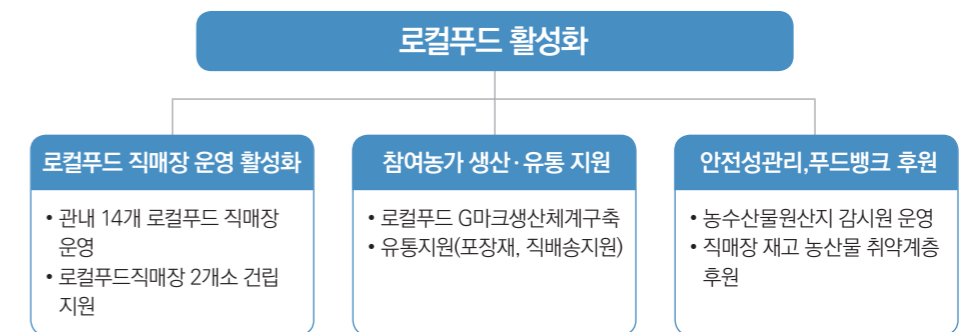 로컬푸드 활성화
로컬푸드 직매장 운영 활성화
• 관내 14개 로컬푸드 직매장
운영
• 로컬푸드직매장 2개소 건립
지원
참여농가 생산·유통 지원
• 로컬푸드 G마크생산체계구축
• 유통지원(포장재, 직배송지원)
안전성관리,푸드뱅크 후원
• 농수산물원산지 감시원 운영
• 직매장 재고 농산물 취약계층
후원